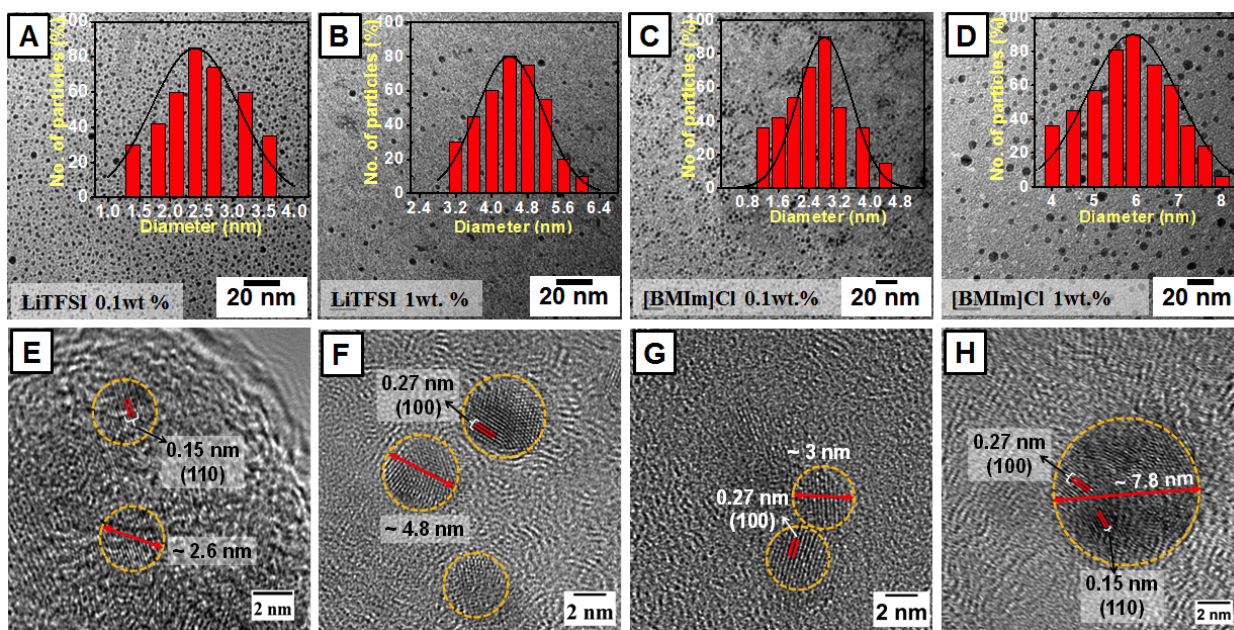 A
No. of particles (%)
100
80
60
40
20
0
1.0 1.5 2.0 2.5 3.0 3.5 4.0
Diameter (nm)
LiTFSI 0.1wt %
20 nm
B
No. of particles (%)
100
80
60
40
20
0
2.4 3.2 4.0 4.8 5.6 6.4
Diameter (nm)
LiTFSI 1wt. %
20 nm
C
No. of particles (%)
100
80
60
40
20
0
0.8 1.6 2.4 3.2 4.0 4.8
Diameter (nm)
[BMIm]Cl 0.1wt.%
20 nm
D
No. of particles (%)
100
80
60
40
20
0
4 5 6 7 8
Diameter (nm)
[BMIm]Cl 1wt.%
20 nm
E
0.15 nm
(110)
~ 2.6 nm
2 nm
F
0.27 nm
(100)
~ 4.8 nm
2 nm
G
~ 3 nm
0.27 nm
(100)
2 nm
H
0.27 nm
(100)
~ 7.8 nm
0.15 nm
(110)
2 nm